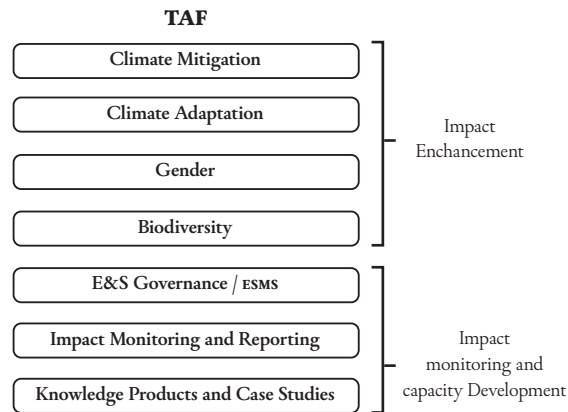 TAF
Climate Mitigation
Climate Adaptation
Gender
Biodiversity
Impact
Enchancement
E&S Governance / ESMS
Impact Monitoring and Reporting
Knowledge Products and Case Studies
Impact
monitoring and
capacity Development